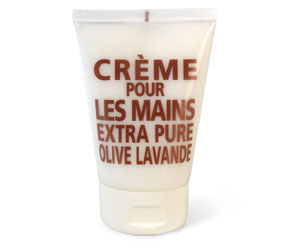 CRÈME
POUR
LES MAINS
EXTRA PURE
OLIVE LAVANDE